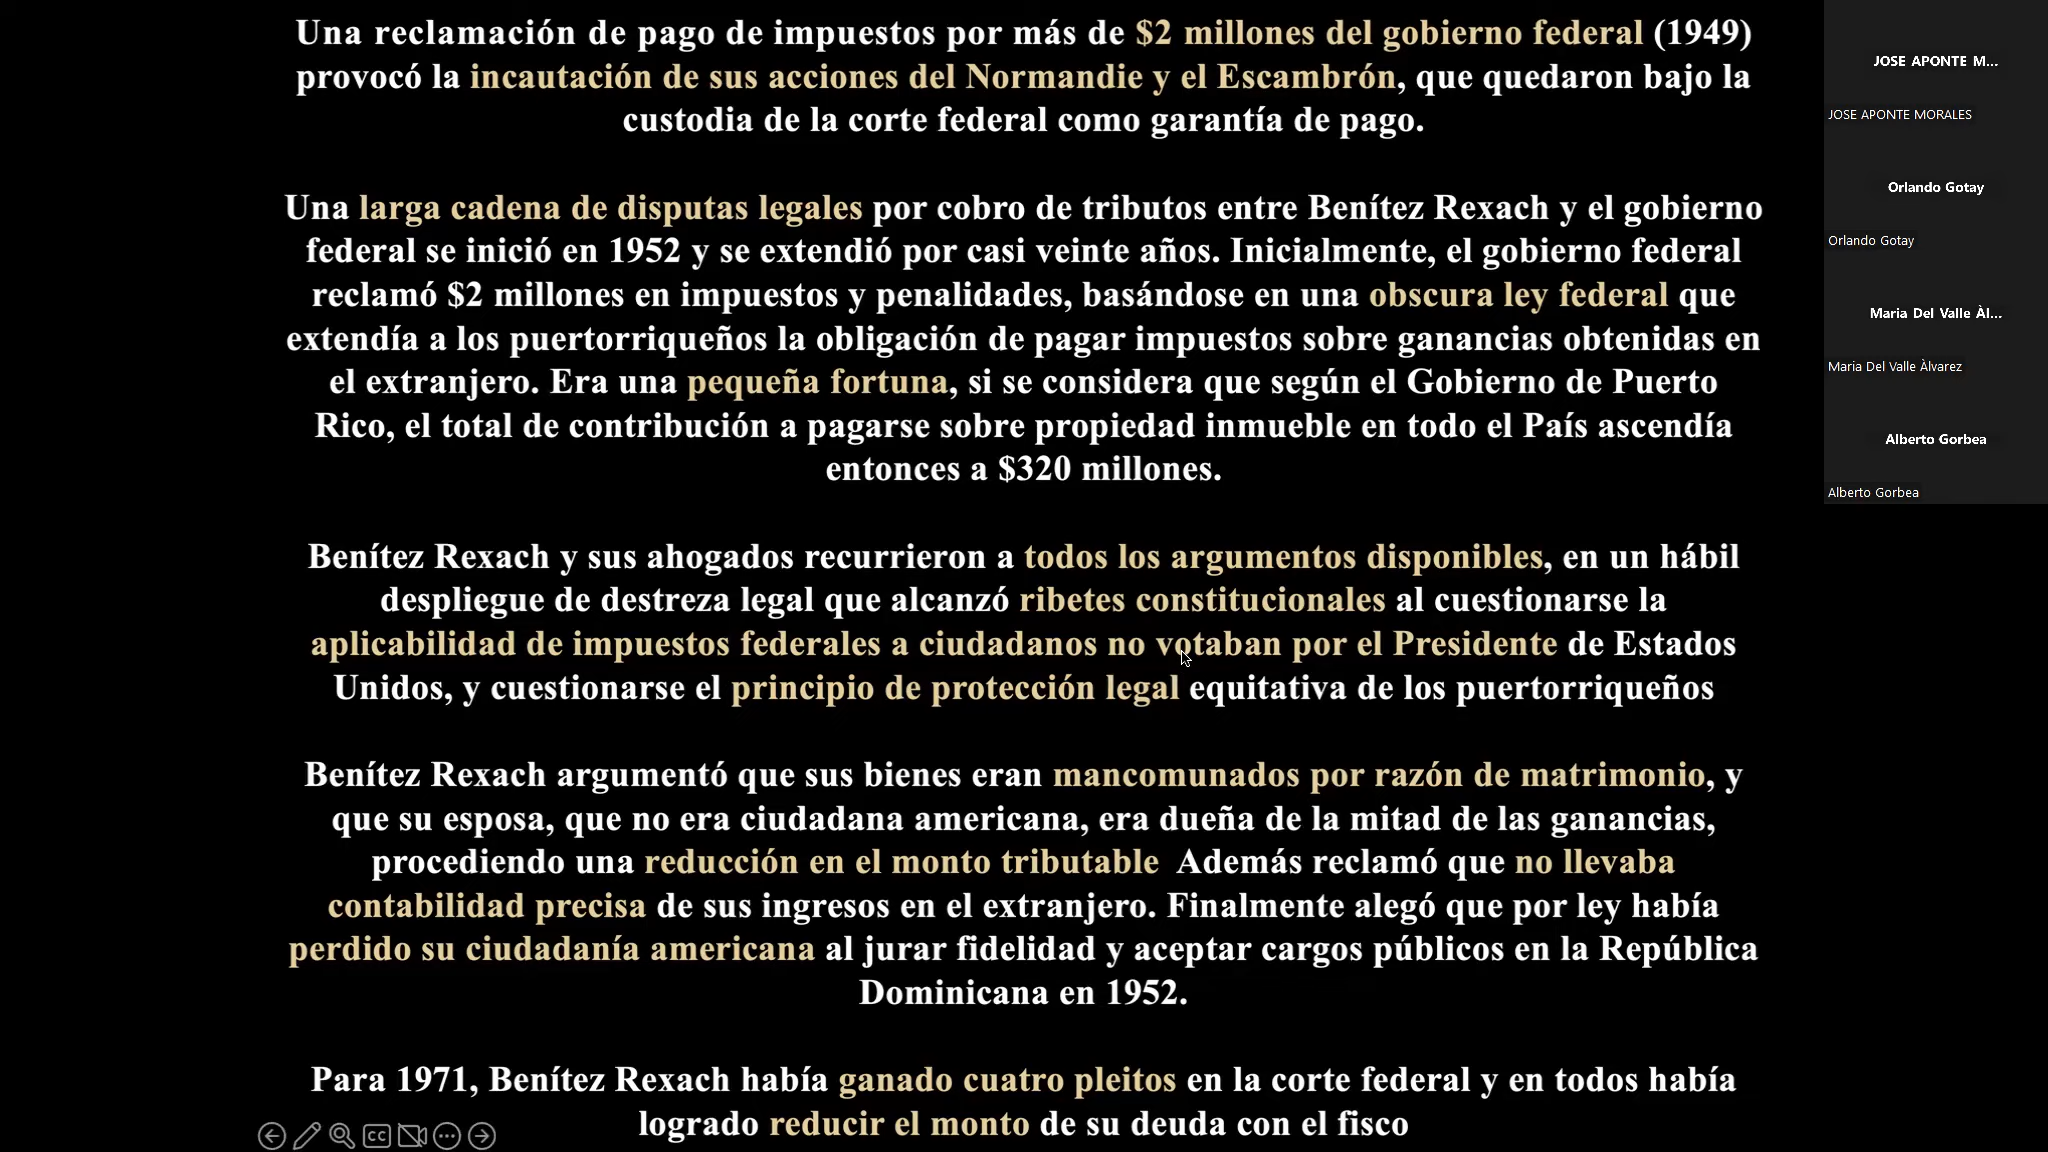 Una reclamación de pago de impuestos por más de $2 millones del gobierno federal (1949)
provocó la incautación de sus acciones del Normandie y el Escambrón, que quedaron bajo la
custodia de la corte federal como garantía de pago.
Una larga cadena de disputas legales por cobro de tributos entre Benítez Rexach y el gobierno
federal se inició en 1952 y se extendió por casi veinte años. Inicialmente, el gobierno federal
reclamó $2 millones en impuestos y penalidades, basándose en una obscura ley federal que
extendía a los puertorriqueños la obligación de pagar impuestos sobre ganancias obtenidas en
el extranjero. Era una pequeña fortuna, si se considera que según el Gobierno de Puerto
Rico, el total de contribución a pagarse sobre propiedad inmueble en todo el País ascendía
entonces a $320 millones.
Benítez Rexach y sus ahogados recurrieron a todos los argumentos disponibles, en un hábil
despliegue de destreza legal que alcanzó ribetes constitucionales al cuestionarse la
aplicabilidad de impuestos federales a ciudadanos no votaban por el Presidente de Estados
Unidos, y cuestionarse el principio de protección legal equitativa de los puertorriqueños
Benítez Rexach argumentó que sus bienes eran mancomunados por razón de matrimonio, y
que su esposa, que no era ciudadana americana, era dueña de la mitad de las ganancias,
procediendo una reducción en el monto tributable Además reclamó que no llevaba
contabilidad precisa de sus ingresos en el extranjero. Finalmente alegó que por ley había
perdido su ciudadanía americana al jurar fidelidad y aceptar cargos públicos en la República
Dominicana en 1952.
Para 1971, Benítez Rexach había ganado cuatro pleitos en la corte federal y en todos había
logrado reducir el monto de su deuda con el fisco
CC
JOSE APONTE M...
JOSE APONTE MORALES
Orlando Gotay
Orlando Gotay
Maria Del Valle Àl...
Maria Del Valle Àlvarez
Alberto Gorbea
Alberto Gorbea